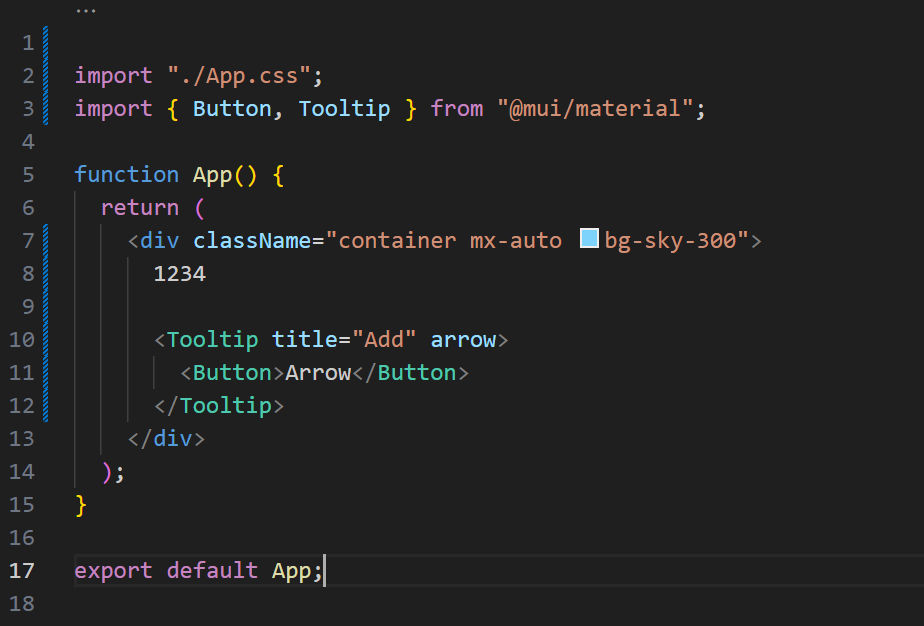 ...
1
2 import "./App.css";
3 import { Button, Tooltip } from "@mui/material";
4
5 function App() {
6   return (
7     <div className="container mx-auto bg-sky-300">
8       1234
9
10       <Tooltip title="Add" arrow>
11         <Button>Arrow</Button>
12       </Tooltip>
13     </div>
14   );
15 }
16
17 export default App;
18